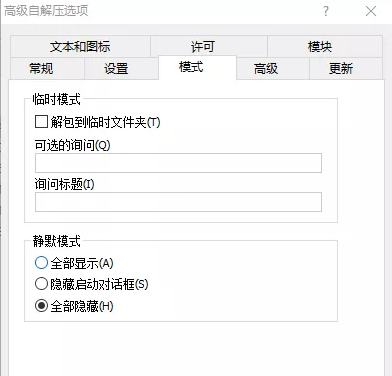 高级自解压选项
?
文本和图标 许可 模块
常规 设置 模式 高级 更新
临时模式
解包到临时文件夹(T)
可选的询问(Q)
询问标题(I)
静默模式
全部显示(A)
隐藏启动对话框(S)
全部隐藏(H)